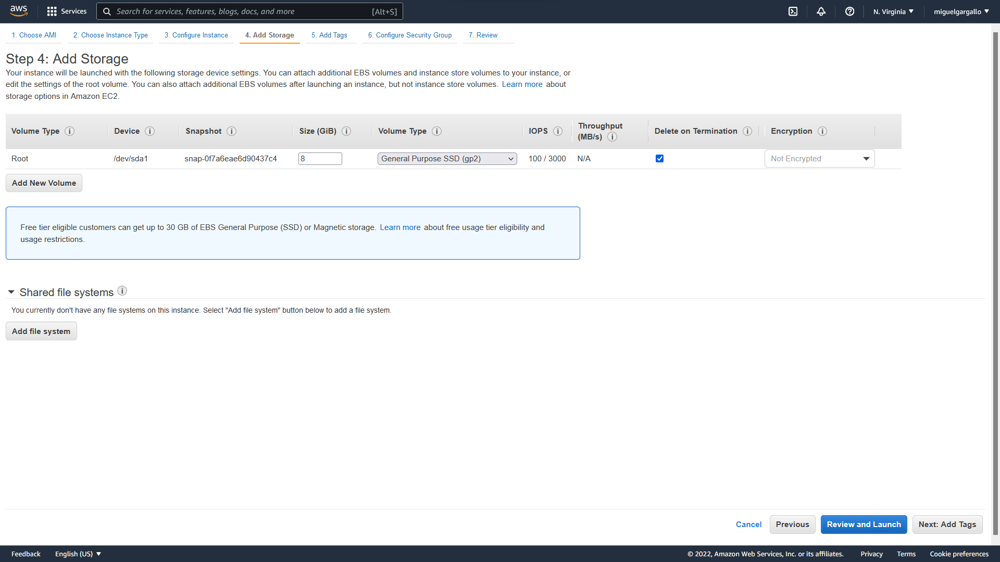 aws
Services
Search for services, features, blogs, docs, and more
[Alt+S]
N. Virginia
miguelgargallo
1. Choose AMI
2. Choose Instance Type
3. Configure Instance
4. Add Storage
5. Add Tags
6. Configure Security Group
7. Review
Step 4: Add Storage
Your instance will be launched with the following storage device settings. You can attach additional EBS volumes and instance store volumes to your instance, or
edit the settings of the root volume. You can also attach additional EBS volumes after launching an instance, but not instance store volumes. Learn more about
storage options in Amazon EC2.
Volume Type
Device
Snapshot
Size (GiB)
Volume Type
IOPS
Throughput
(MB/s)
Delete on Termination
Encryption
Root
/dev/sda1
snap-0f7a6eae6d90437c4
8
General Purpose SSD (gp2)
100 / 3000
N/A
Not Encrypted
Add New Volume
Free tier eligible customers can get up to 30 GB of EBS General Purpose (SSD) or Magnetic storage. Learn more about free usage tier eligibility and
usage restrictions.
Shared file systems
You currently don't have any file systems on this instance. Select "Add file system" button below to add a file system.
Add file system
Cancel
Previous
Review and Launch
Next: Add Tags
Feedback
English (US)
© 2022, Amazon Web Services, Inc. or its affiliates.
Privacy
Terms
Cookie preferences